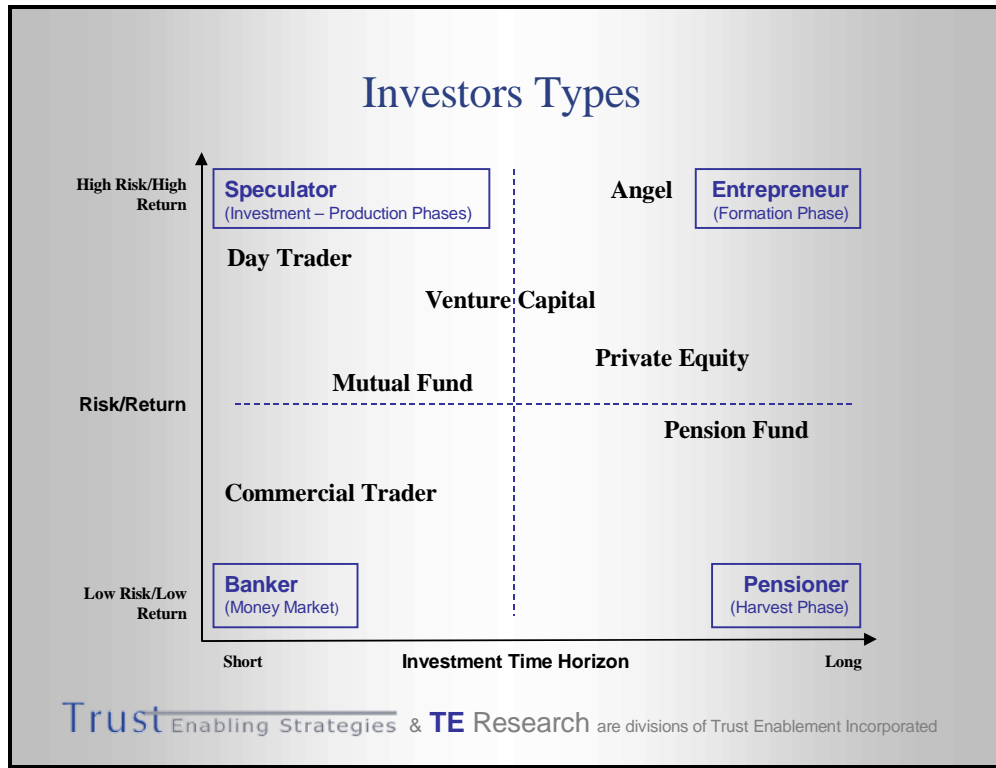 Investors Types
High Risk/High
Return
Speculator
(Investment – Production Phases)
Angel
Entrepreneur
(Formation Phase)
Day Trader
Venture Capital
Private Equity
Mutual Fund
Risk/Return
Pension Fund
Commercial Trader
Low Risk/Low
Return
Banker
(Money Market)
Pensioner
(Harvest Phase)
Short
Investment Time Horizon
Long
Trust Enabling Strategies & TE Research are divisions of Trust Enablement Incorporated